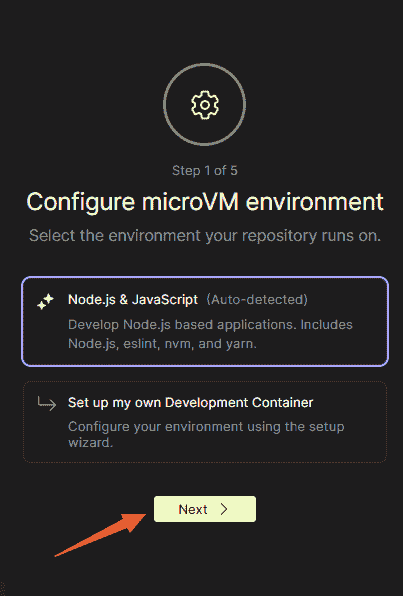 Step 1 of 5
Configure microVM environment
Select the environment your repository runs on.
Node.js & JavaScript (Auto-detected)
Develop Node.js based applications. Includes
Node.js, eslint, nvm, and yarn.
Set up my own Development Container
Configure your environment using the setup
wizard.
Next